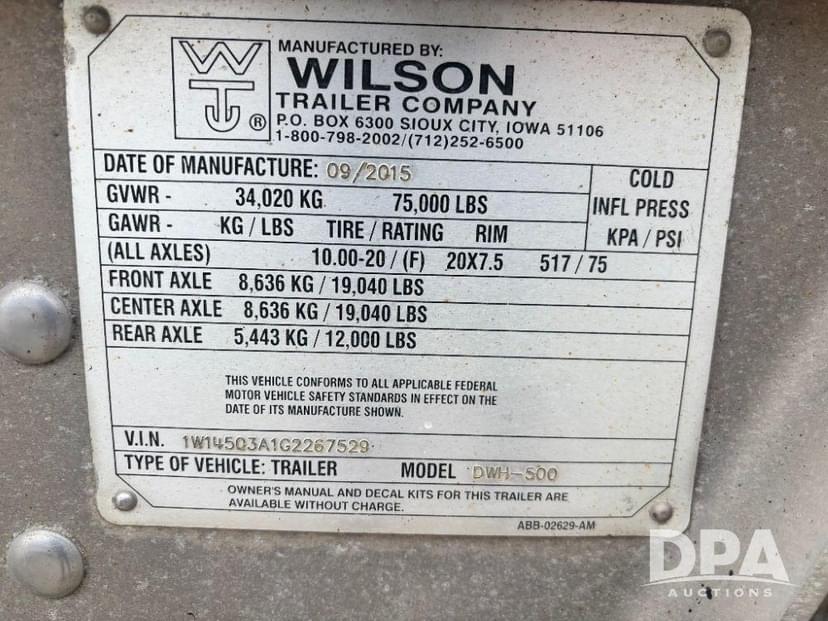 WT ®
MANUFACTURED BY:
WILSON
TRAILER COMPANY
P.O. BOX 6300 SIOUX CITY, IOWA 51106
1-800-798-2002/(712)252-6500
DATE OF MANUFACTURE: 09/2015
COLD
GVWR - 34,020 KG 75,000 LBS
INFL PRESS
GAWR - KG / LBS TIRE / RATING RIM KPA / PSI
(ALL AXLES) 10.00-20 / (F) 20X7.5 517 / 75
FRONT AXLE 8,636 KG / 19,040 LBS
CENTER AXLE 8,636 KG / 19,040 LBS
REAR AXLE 5,443 KG / 12,000 LBS
THIS VEHICLE CONFORMS TO ALL APPLICABLE FEDERAL
MOTOR VEHICLE SAFETY STANDARDS IN EFFECT ON THE
DATE OF ITS MANUFACTURE SHOWN.
V.I.N. 1W14503A1G2267529
TYPE OF VEHICLE: TRAILER MODEL DWH-500
OWNER'S MANUAL AND DECAL KITS FOR THIS TRAILER ARE
AVAILABLE WITHOUT CHARGE.
ABB-02629-AM
DPA
AUCTIONS